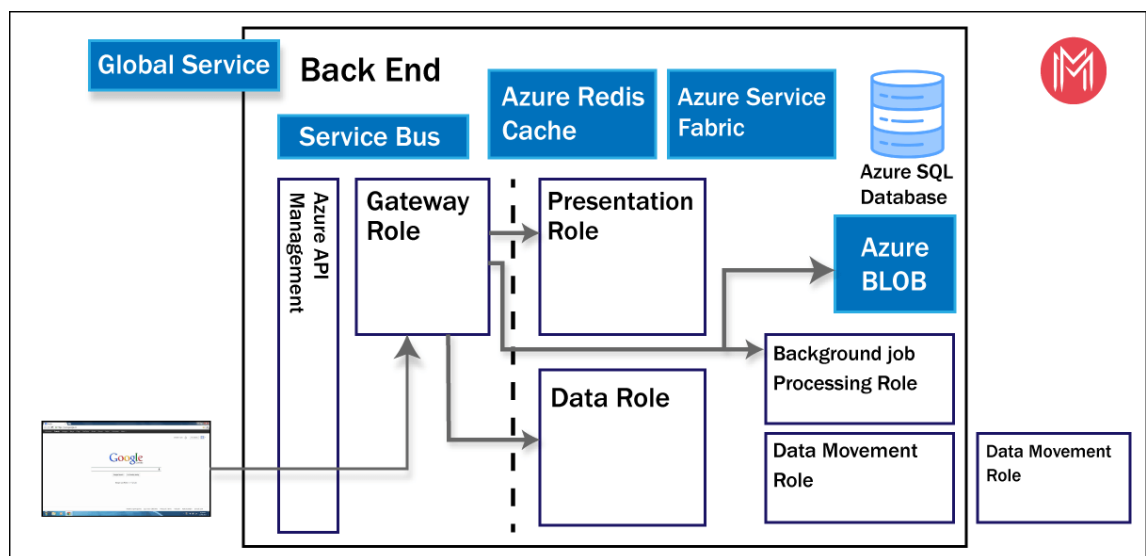 Global Service
Back End
Service Bus
Azure Redis
Cache
Azure Service
Fabric
Azure SQL
Database
Azure API
Management
Gateway
Role
Presentation
Role
Azure
BLOB
Background job
Processing Role
Data Role
Data Movement
Role
Data Movement
Role
Google